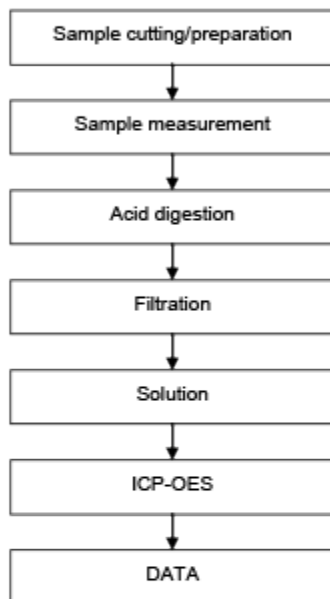 Sample cutting/preparation
Sample measurement
Acid digestion
Filtration
Solution
ICP-OES
DATA